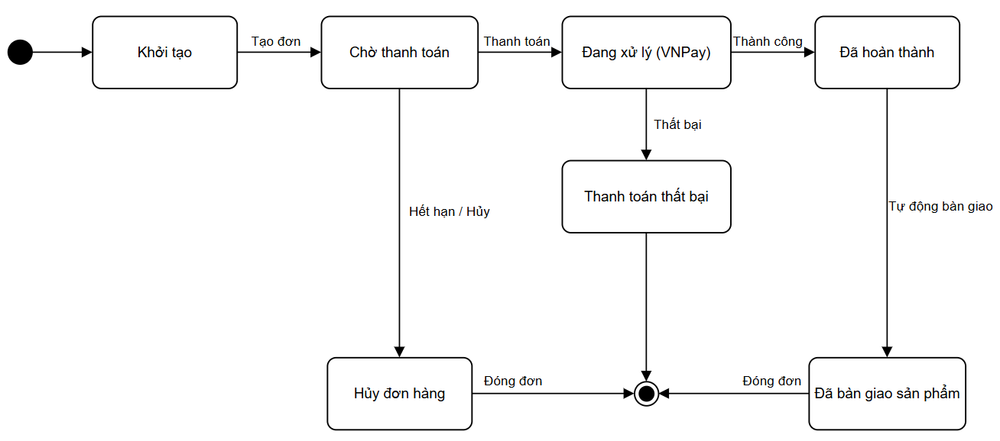 Khởi tạo
Tạo đơn
Chờ thanh toán
Thanh toán
Đang xử lý (VNPay)
Thành công
Đã hoàn thành
Thất bại
Thanh toán thất bại
Hết hạn / Hủy
Tự động bàn giao
Hủy đơn hàng
Đóng đơn
Đóng đơn
Đã bàn giao sản phẩm